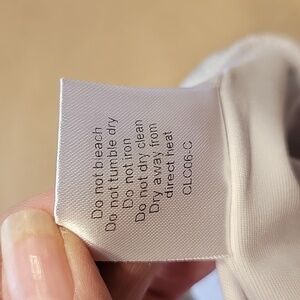 Do not bleach
Do not tumble dry
Do not iron
Do not dry clean
Dry away from
direct heat
CLC06-C